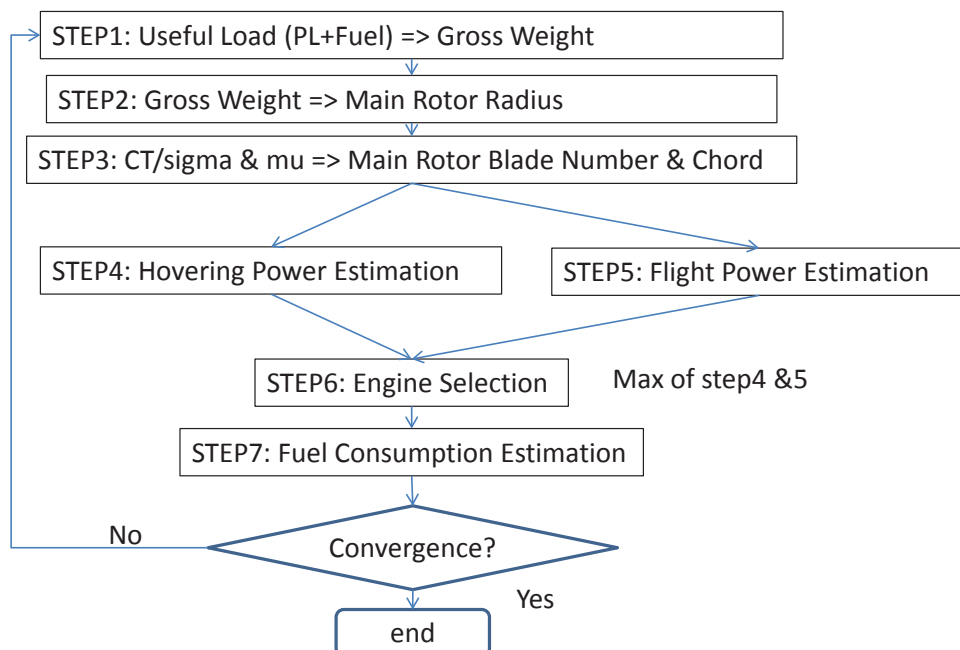 STEP1: Useful Load (PL+Fuel) => Gross Weight
STEP2: Gross Weight => Main Rotor Radius
STEP3: CT/sigma & mu => Main Rotor Blade Number & Chord
STEP4: Hovering Power Estimation
STEP5: Flight Power Estimation
STEP6: Engine Selection
Max of step4 &5
STEP7: Fuel Consumption Estimation
No
Convergence?
Yes
end